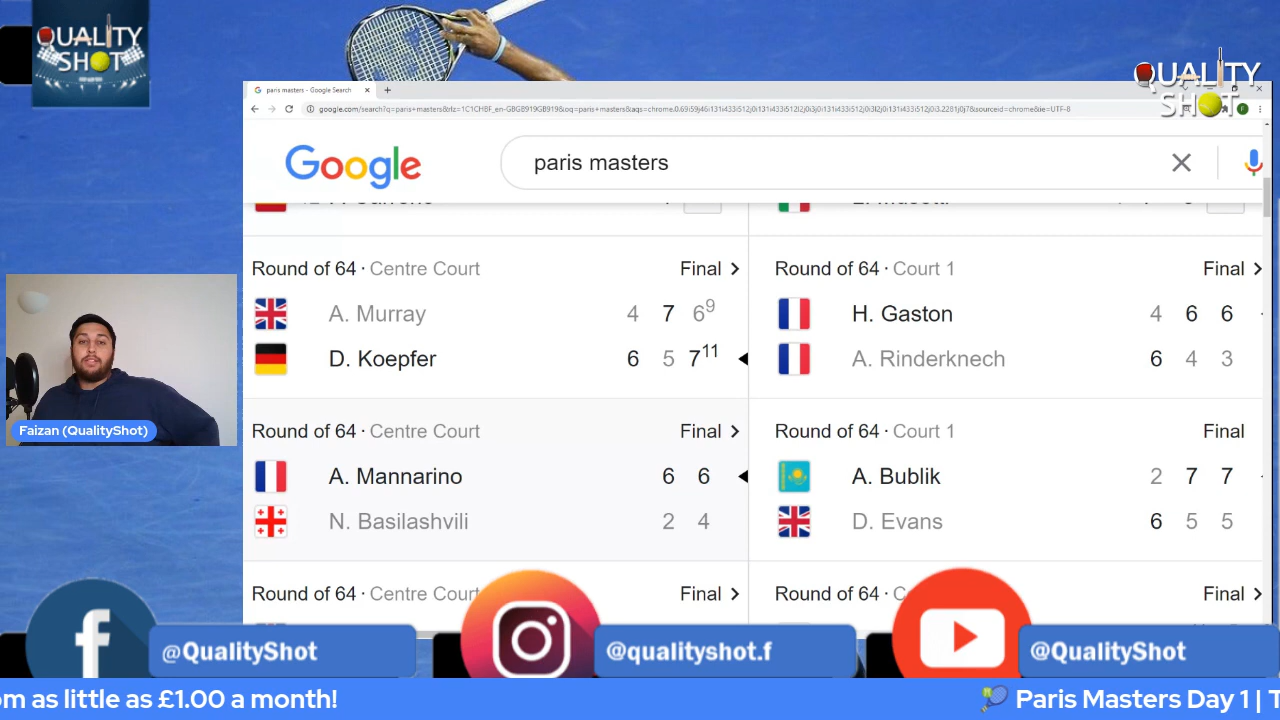 QUALITY
SHOT
QUALITY
SHOT
paris masters - Google Search
Google
paris masters
Round of 64 · Centre Court Final
A. Murray 4 7 6⁹
D. Koepfer 6 5 7¹¹
Round of 64 · Court 1 Final
H. Gaston 4 6 6
A. Rinderknech 6 4 3
Round of 64 · Centre Court Final
A. Mannarino 6 6
N. Basilashvili 2 4
Round of 64 · Court 1 Final
A. Bublik 2 7 7
D. Evans 6 5 5
Round of 64 · Centre Court Final
Round of 64 · C Final
Faizan (QualityShot)
@QualityShot
@qualityshot.f
@QualityShot
om as little as £1.00 a month!
Paris Masters Day 1 | T